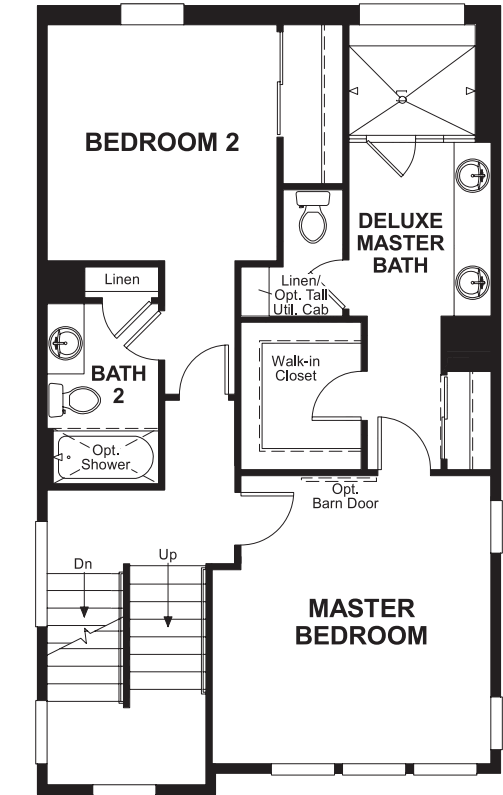 BEDROOM 2
DELUXE
MASTER
BATH
Linen
Linen/
Opt. Tall
Util. Cab
Walk-in
Closet
BATH
2
Opt.
Shower
Opt.
Barn Door
Dn
Up
MASTER
BEDROOM